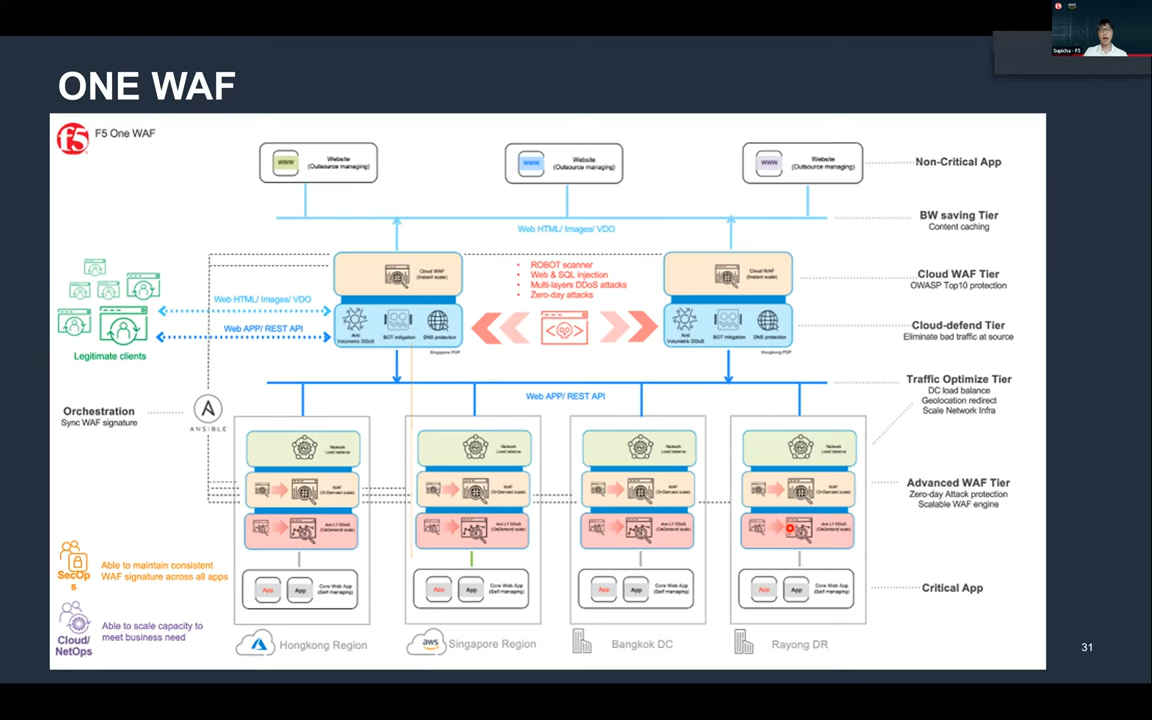 Supicha - F5
ONE WAF
f5
F5 One WAF
www
Website
(Outsource managing)
www
Website
(Outsource managing)
www
Website
(Outsource managing)
Non-Critical App
BW saving Tier
Content caching
Web HTML/ Images/ VDO
Cloud WAF
(Instant scale)
• ROBOT scanner
• Web & SQL injection
• Multi-layers DDoS attacks
• Zero-day attacks
Cloud WAF
(Instant scale)
Cloud WAF Tier
OWASP Top10 protection
Web HTML/ Images/ VDO
Web APP/ REST API
Legitimate clients
Anti
Volumetric DDoS
BOT mitigation
DNS protection
Singapore POP
Anti
Volumetric DDoS
BOT mitigation
DNS protection
Hongkong POP
Cloud-defend Tier
Eliminate bad traffic at source
Web APP/ REST API
Traffic Optimize Tier
DC load balance
Geolocation redirect
Scale Network Infra
Orchestration
Sync WAF signature
A
ANSIBLE
Network
Load balance
Network
Load balance
Network
Load balance
Network
Load balance
WAF
(OnDemand scale)
WAF
(OnDemand scale)
WAF
(OnDemand scale)
WAF
(OnDemand scale)
Advanced WAF Tier
Zero-day Attack protection
Scalable WAF engine
Anti L7 DDoS
(OnDemand scale)
Anti L7 DDoS
(OnDemand scale)
Anti L7 DDoS
(OnDemand scale)
Anti L7 DDoS
(OnDemand scale)
SecOp
s
Able to maintain consistent
WAF signature across all apps
App
App
Core Web App
(Self managing)
App
App
Core Web App
(Self managing)
App
App
Core Web App
(Self managing)
App
App
Core Web App
(Self managing)
Critical App
Cloud/
NetOps
Able to scale capacity to
meet business need
Hongkong Region
aws
Singapore Region
Bangkok DC
Rayong DR
31